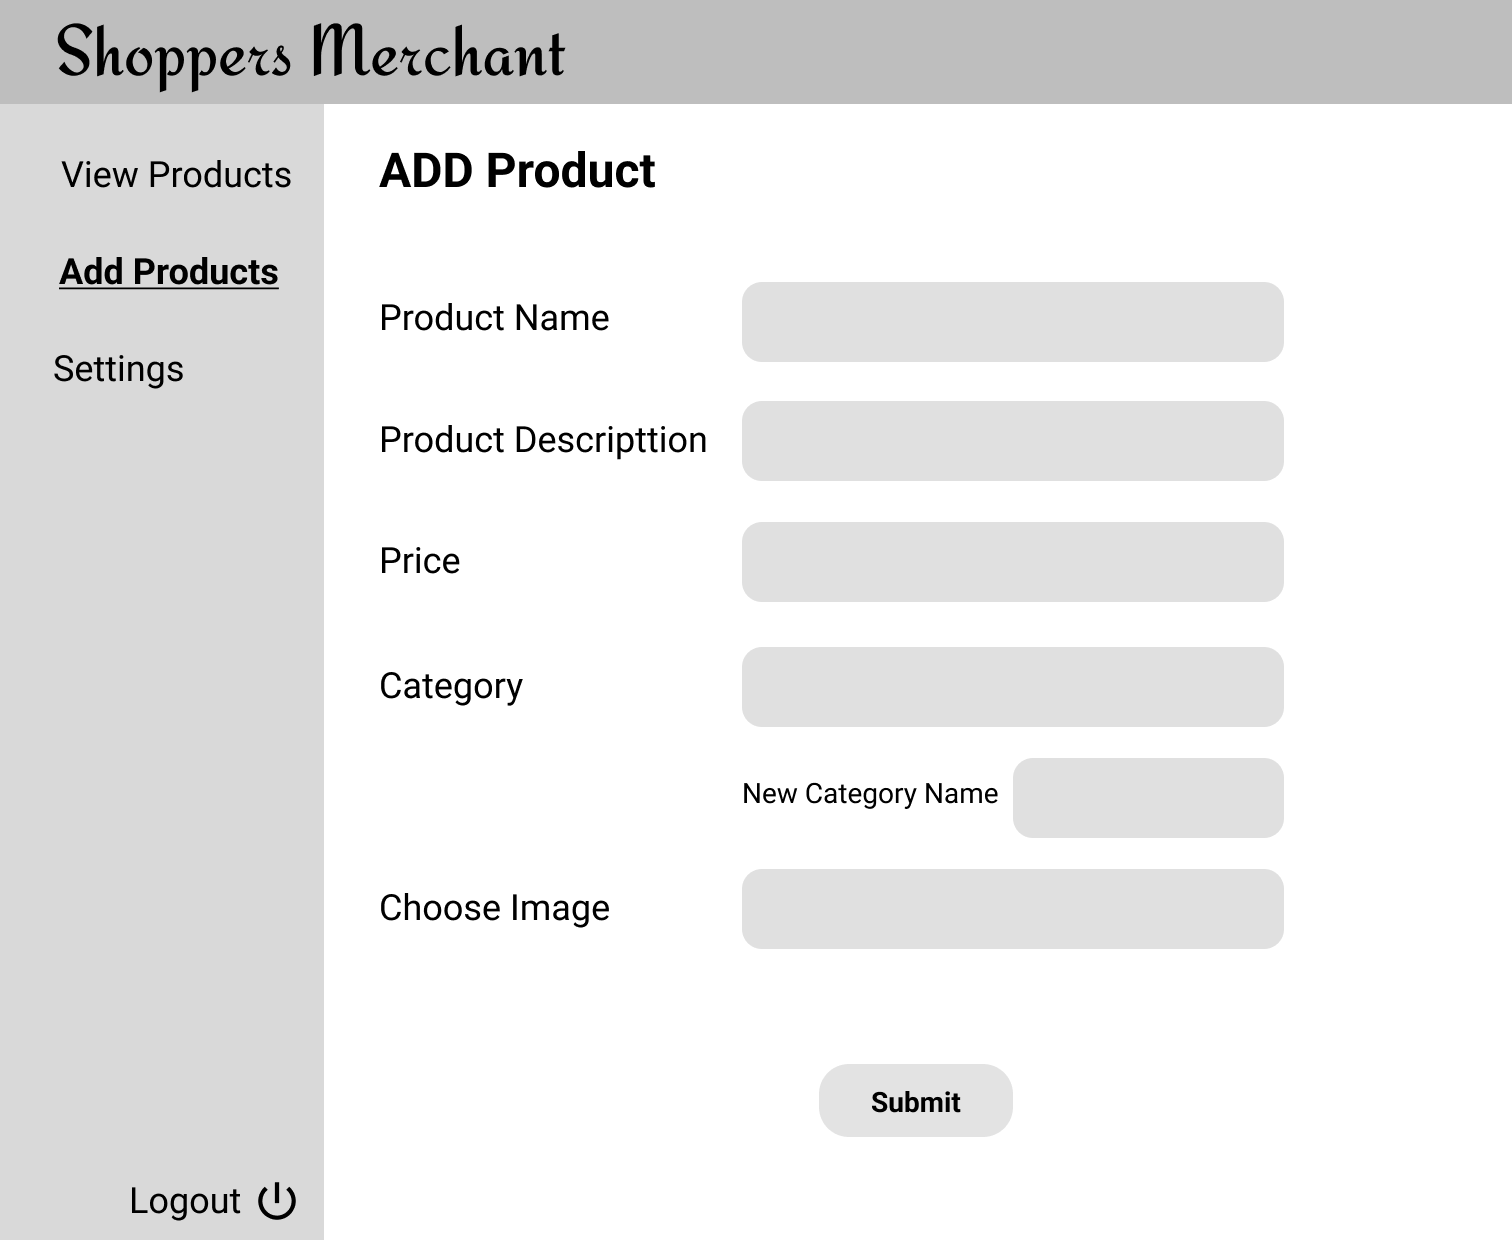 Shoppers Merchant
View Products
Add Products
Settings
Logout
ADD Product
Product Name
Product Descripttion
Price
Category
New Category Name
Choose Image
Submit